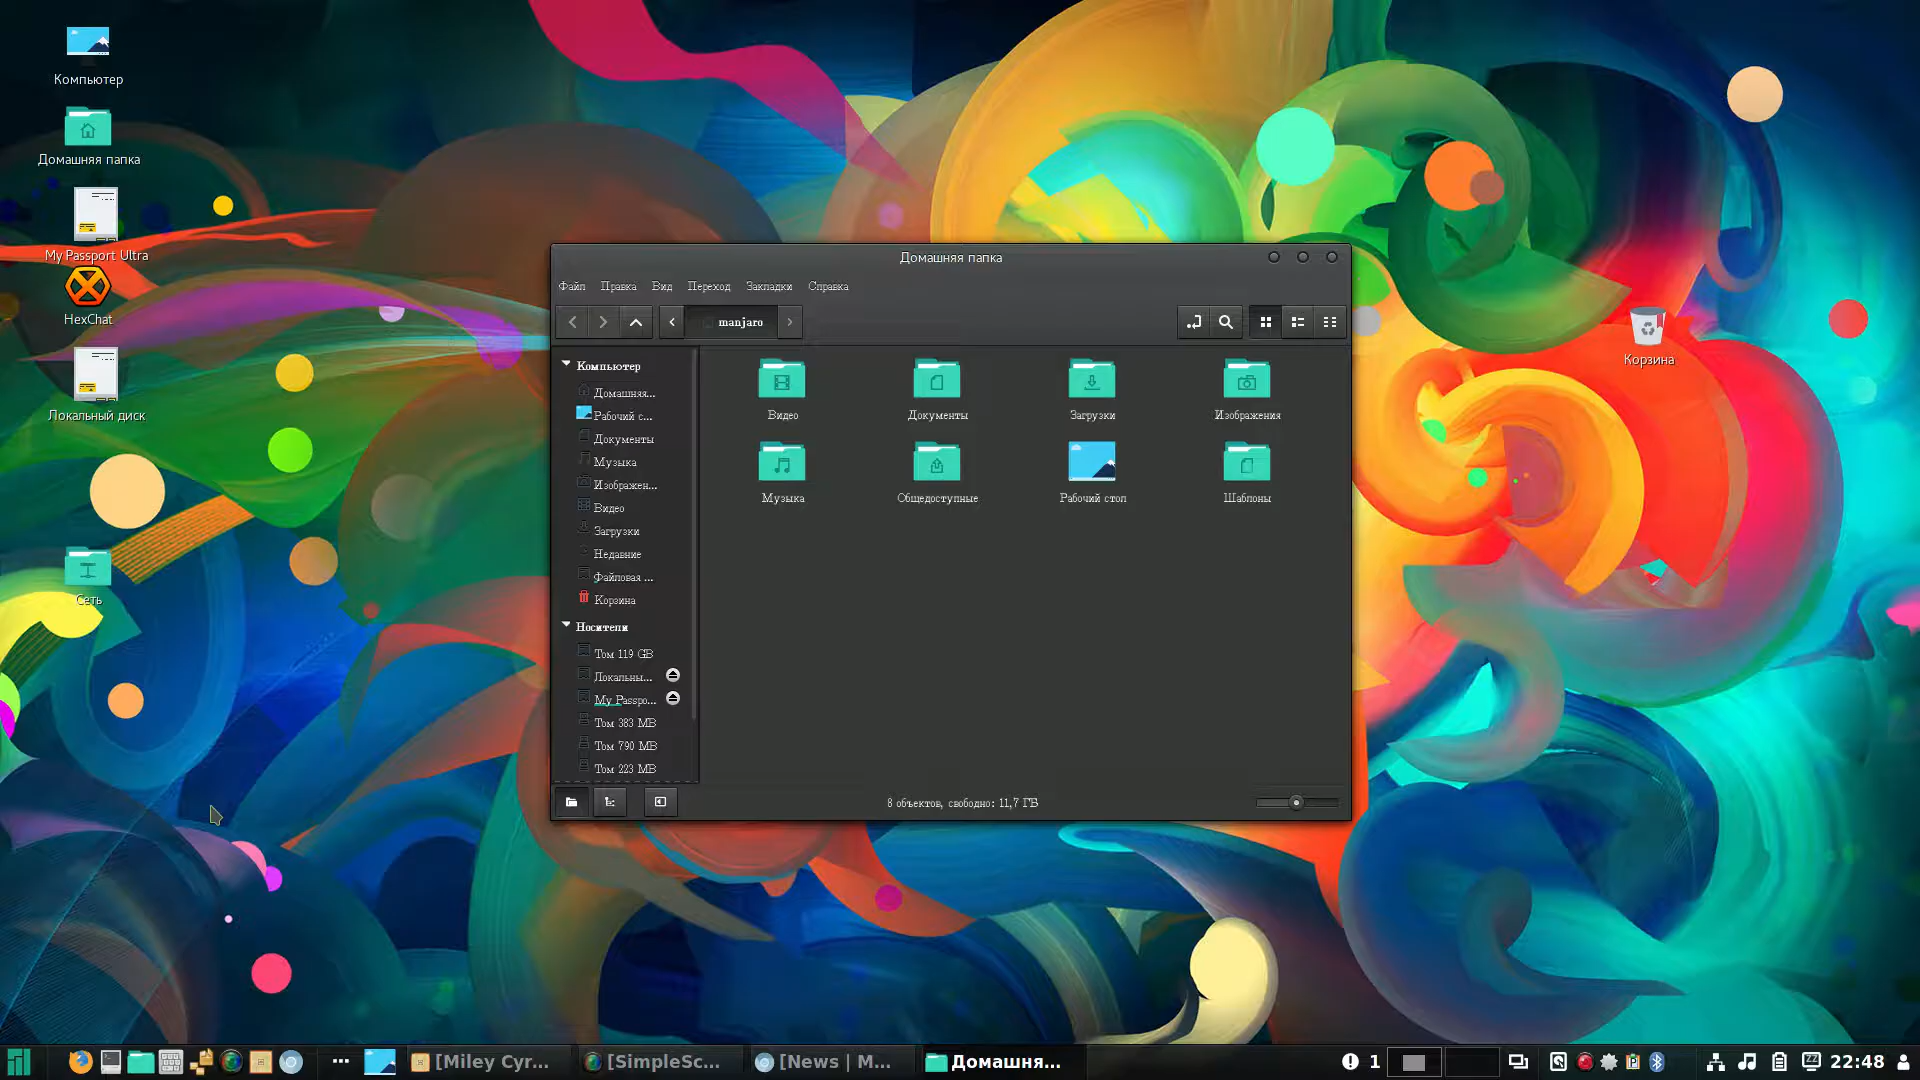 Компьютер
Домашняя папка
My Passport Ultra
HexChat
Локальный диск
Сеть
Корзина
Домашняя папка
Файл Правка Вид Переход Закладки Справка
manjaro
Компьютер
Домашняя...
Рабочий с...
Документы
Музыка
Изображен...
Видео
Загрузки
Недавние
Файловая ...
Корзина
Носители
Том 119 GB
Локальны...
My Passpo...
Том 383 MB
Том 790 MB
Том 223 MB
Видео Документы Загрузки Изображения
Музыка Общедоступные Рабочий стол Шаблоны
8 объектов, свободно: 11,7 ГБ
[Miley Cyr... [SimpleSc... [News | M... Домашня... 1 22:48